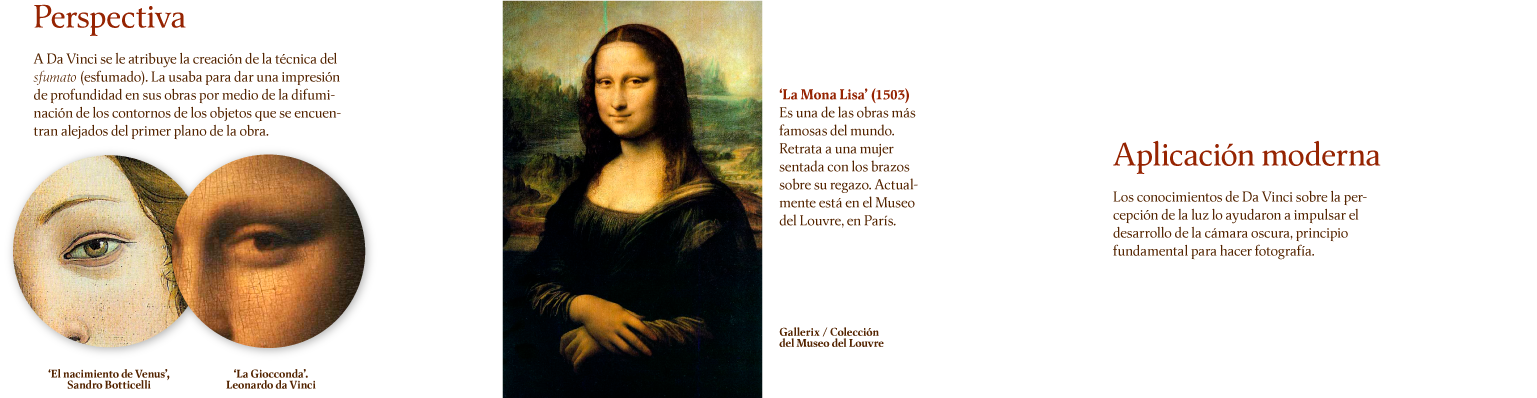 Perspectiva
A Da Vinci se le atribuye la creación de la técnica del
sfumato (esfumado). La usaba para dar una impresión
de profundidad en sus obras por medio de la difumi-
nación de los contornos de los objetos que se encuen-
tran alejados del primer plano de la obra.
‘El nacimiento de Venus’,
Sandro Botticelli
‘La Giocconda’.
Leonardo da Vinci
‘La Mona Lisa’ (1503)
Es una de las obras más
famosas del mundo.
Retrata a una mujer
sentada con los brazos
sobre su regazo. Actual-
mente está en el Museo
del Louvre, en París.
Gallerix / Colección
del Museo del Louvre
Aplicación moderna
Los conocimientos de Da Vinci sobre la per-
cepción de la luz lo ayudaron a impulsar el
desarrollo de la cámara oscura, principio
fundamental para hacer fotografía.